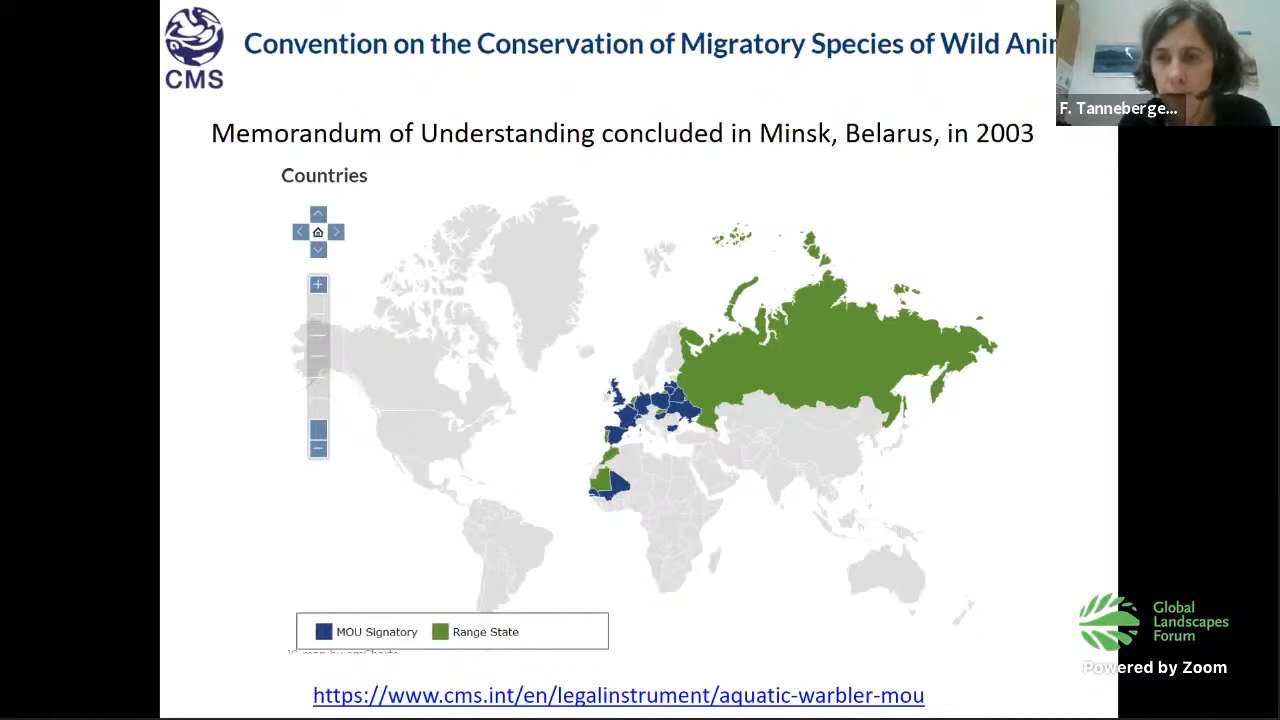 CMS
Convention on the Conservation of Migratory Species of Wild Ani
F. Tanneberge...
Memorandum of Understanding concluded in Minsk, Belarus, in 2003
Countries
MOU Signatory
Range State
Global
Landscapes
Forum
Powered by Zoom
https://www.cms.int/en/legalinstrument/aquatic-warbler-mou